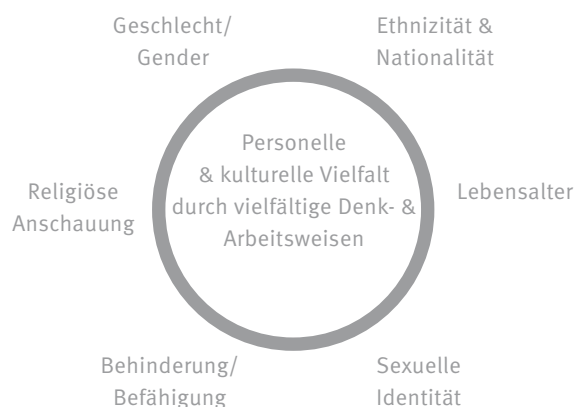 Geschlecht/
Gender
Ethnizität &
Nationalität
Personelle
& kulturelle Vielfalt
durch vielfältige Denk- &
Arbeitsweisen
Religiöse
Anschauung
Lebensalter
Behinderung/
Befähigung
Sexuelle
Identität